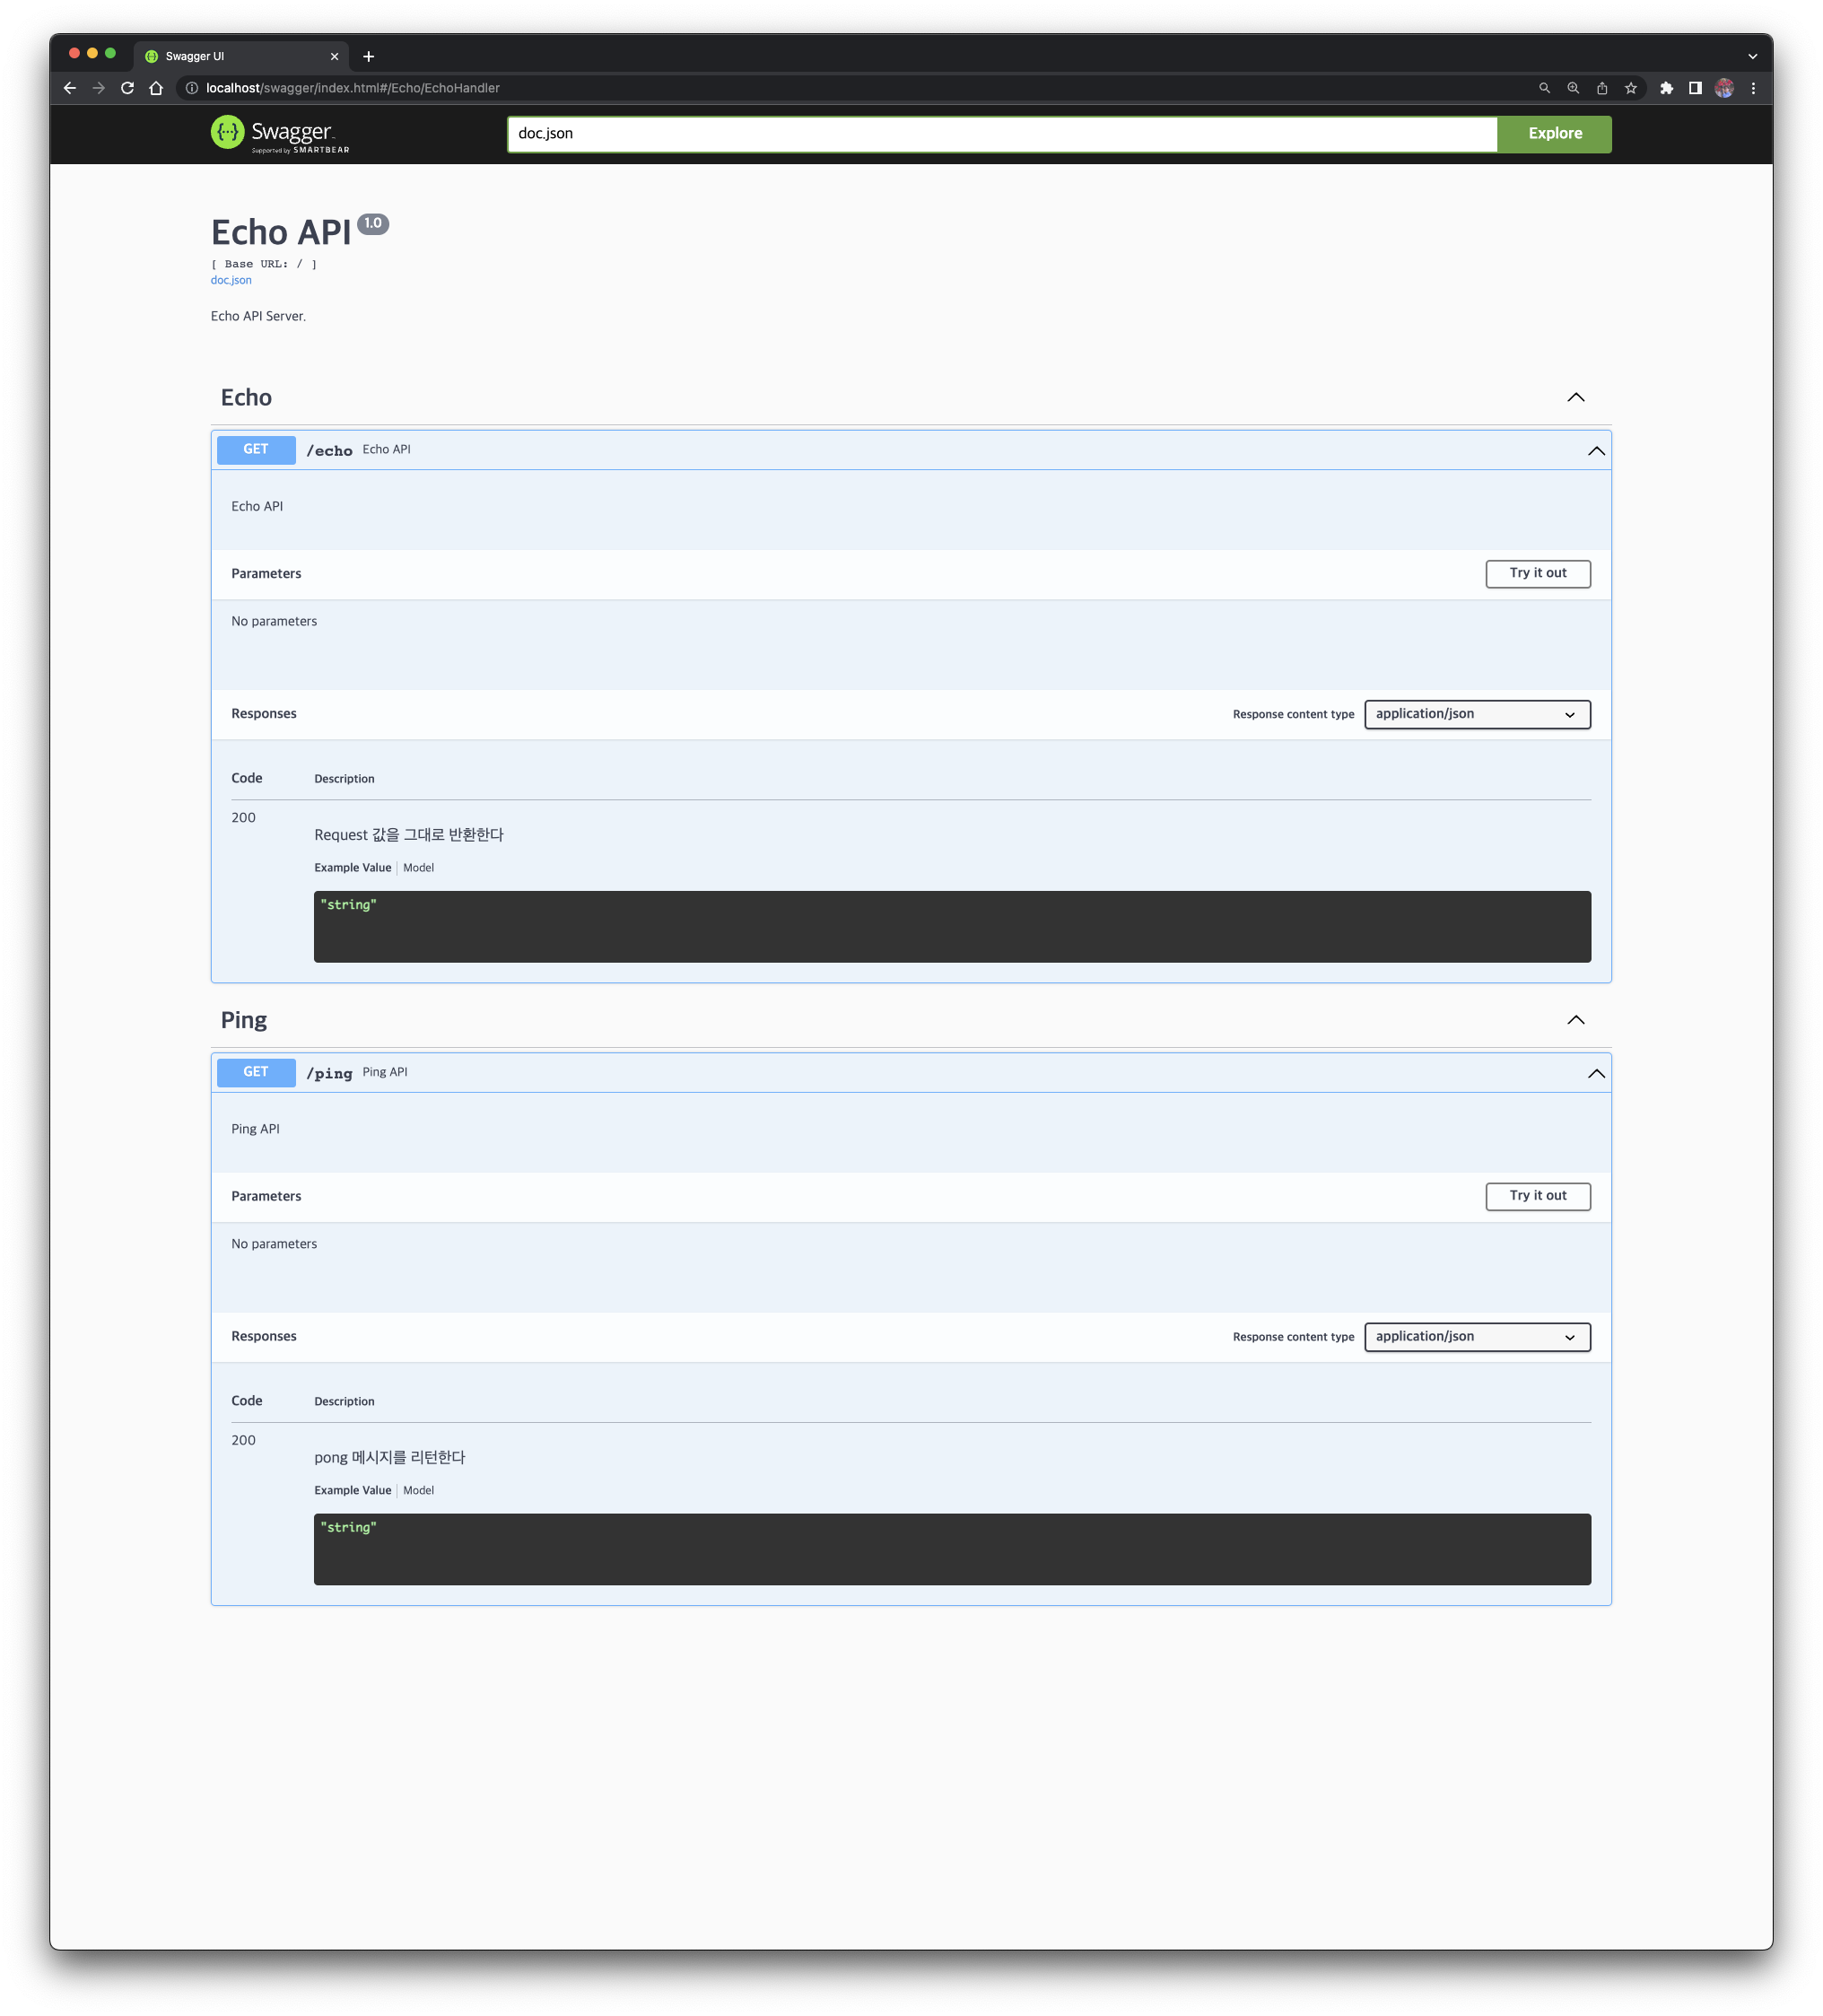 Swagger UI
localhost/swagger/index.html#/Echo/EchoHandler
Swagger
Supported by SMARTBEAR
doc.json
Explore
Echo API 1.0
[ Base URL: / ]
doc.json
Echo API Server.
Echo
GET /echo Echo API
Echo API
Parameters Try it out
No parameters
Responses Response content type application/json
Code Description
200
Request 값을 그대로 반환한다
Example Value Model
"string"
Ping
GET /ping Ping API
Ping API
Parameters Try it out
No parameters
Responses Response content type application/json
Code Description
200
pong 메시지를 리턴한다
Example Value Model
"string"